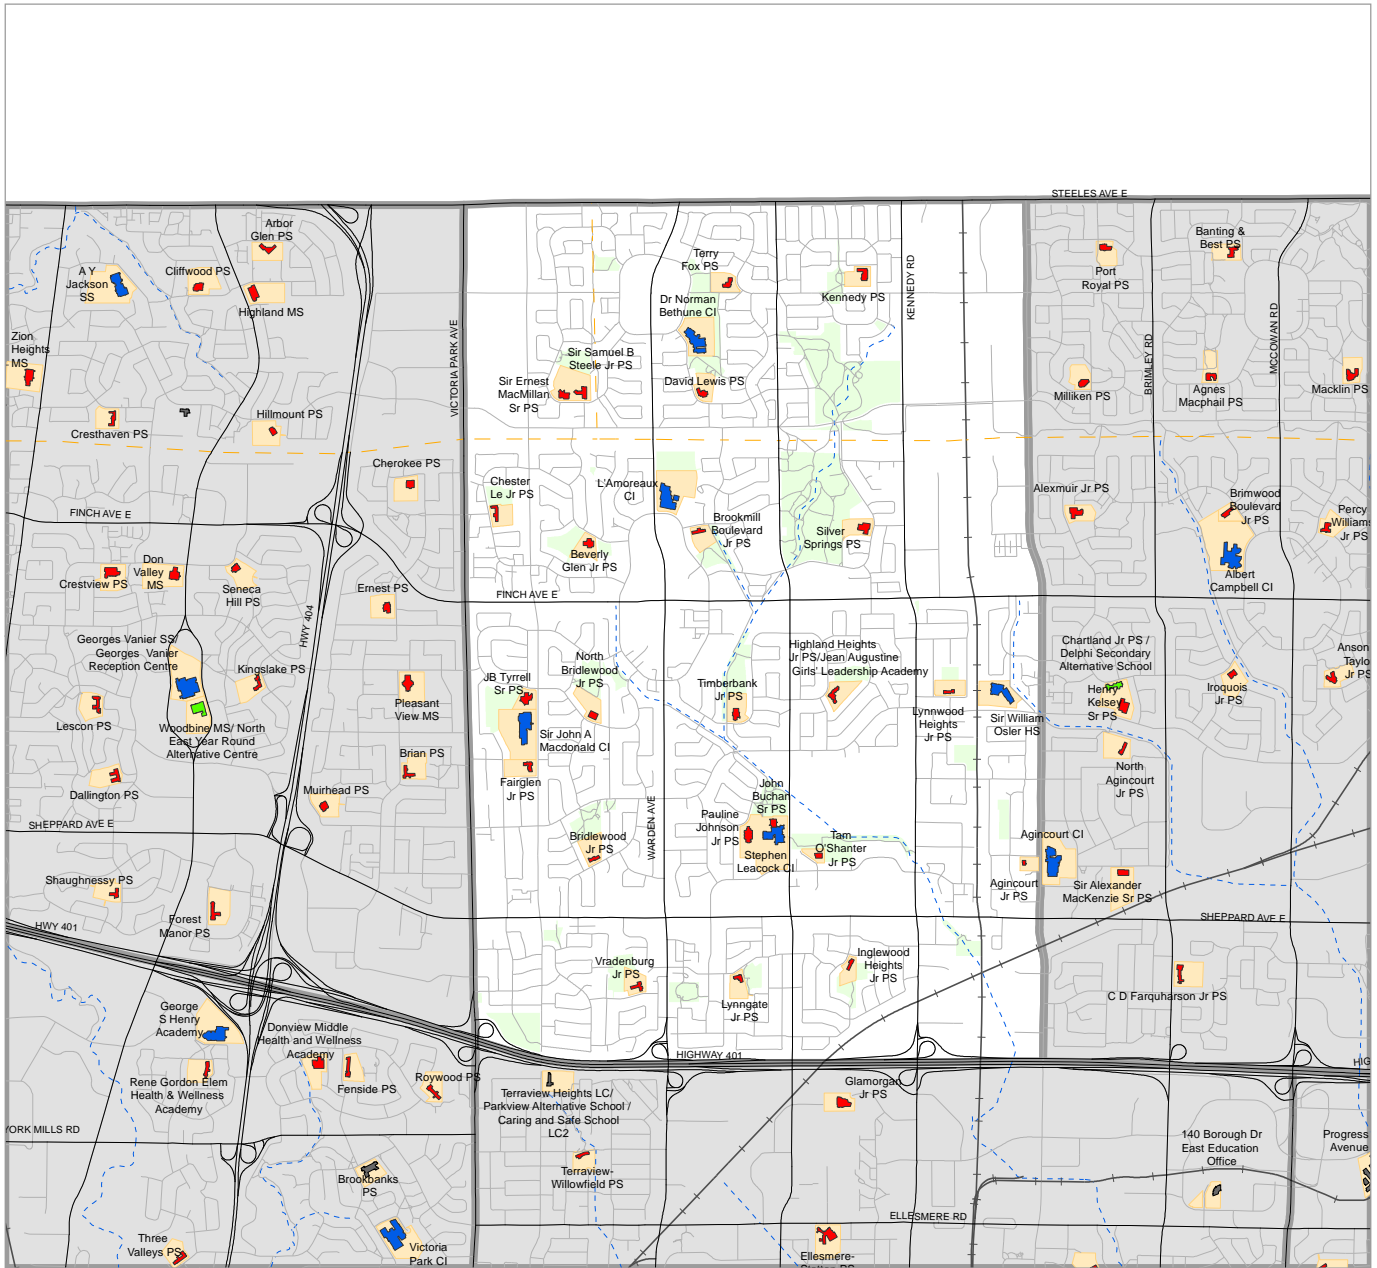 STEELES AVE E
Arbor
Glen PS
Banting &
Best PS
A Y
Jackson
SS
Cliffwood PS
Highland MS
Terry
Fox PS
Kennedy PS
KENNEDY RD
Port
Royal PS
Dr Norman
Bethune CI
Zion
Heights
MS
VICTORIA PARK AVE
Sir Samuel B
Steele Jr PS
Sir Ernest
MacMillan
Sr PS
David Lewis PS
BRIMLEY RD
MCCOWAN RD
Milliken PS
Agnes
Macphail PS
Macklin PS
Cresthaven PS
Hillmount PS
Cherokee PS
Chester
Le Jr PS
L'Amoreaux
CI
Alexmuir Jr PS
Brimwood
Boulevard
Jr PS
Percy
Williams
Jr PS
FINCH AVE E
Brookmill
Boulevard
Jr PS
Silver
Springs PS
Beverly
Glen Jr PS
Albert
Campbell CI
Don
Valley
MS
Crestview PS
Seneca
Hill PS
Ernest PS
FINCH AVE E
HWY 404
Georges Vanier SS/
Georges Vanier
Reception Centre
Kingslake PS
North
Bridlewood
Jr PS
JB Tyrrell
Sr PS
Highland Heights
Jr PS/Jean Augustine
Girls' Leadership Academy
Chartland Jr PS /
Delphi Secondary
Alternative School
Anson
Taylo
Jr PS
Timberbank
Jr PS
Henry
Kelsey
Sr PS
Iroquois
Jr PS
Lescon PS
Pleasant
View MS
Woodbine MS/ North
East Year Round
Alternative Centre
Sir John A
Macdonald CI
Lynnwood
Heights
Jr PS
Sir William
Osler HS
Brian PS
Dallington PS
Muirhead PS
Fairglen
Jr PS
North
Agincourt
Jr PS
John
Buchan
Sr PS
WARDEN AVE
Pauline
Johnson
Jr PS
SHEPPARD AVE E
Bridlewood
Jr PS
Stephen
Leacock CI
Tam
O'Shanter
Jr PS
Agincourt CI
Agincourt
Jr PS
Sir Alexander
MacKenzie Sr PS
Shaughnessy PS
Forest
Manor PS
HWY 401
SHEPPARD AVE E
Vradenburg
Jr PS
Lynngate
Jr PS
Inglewood
Heights
Jr PS
C D Farquharson Jr PS
George
S Henry
Academy
Donview Middle
Health and Wellness
Academy
HIGHWAY 401
HIG
Rene Gordon Elem
Health & Wellness
Academy
Fenside PS
Roywood PS
Terraview Heights LC/
Parkview Alternative School /
Caring and Safe School
LC2
Glamorgan
Jr PS
YORK MILLS RD
140 Borough Dr
East Education
Office
Progress
Avenue
Brookbanks
PS
Terraview-
Willowfield PS
ELLESMERE RD
Three
Valleys PS
Victoria
Park CI
Ellesmere-
Station PS